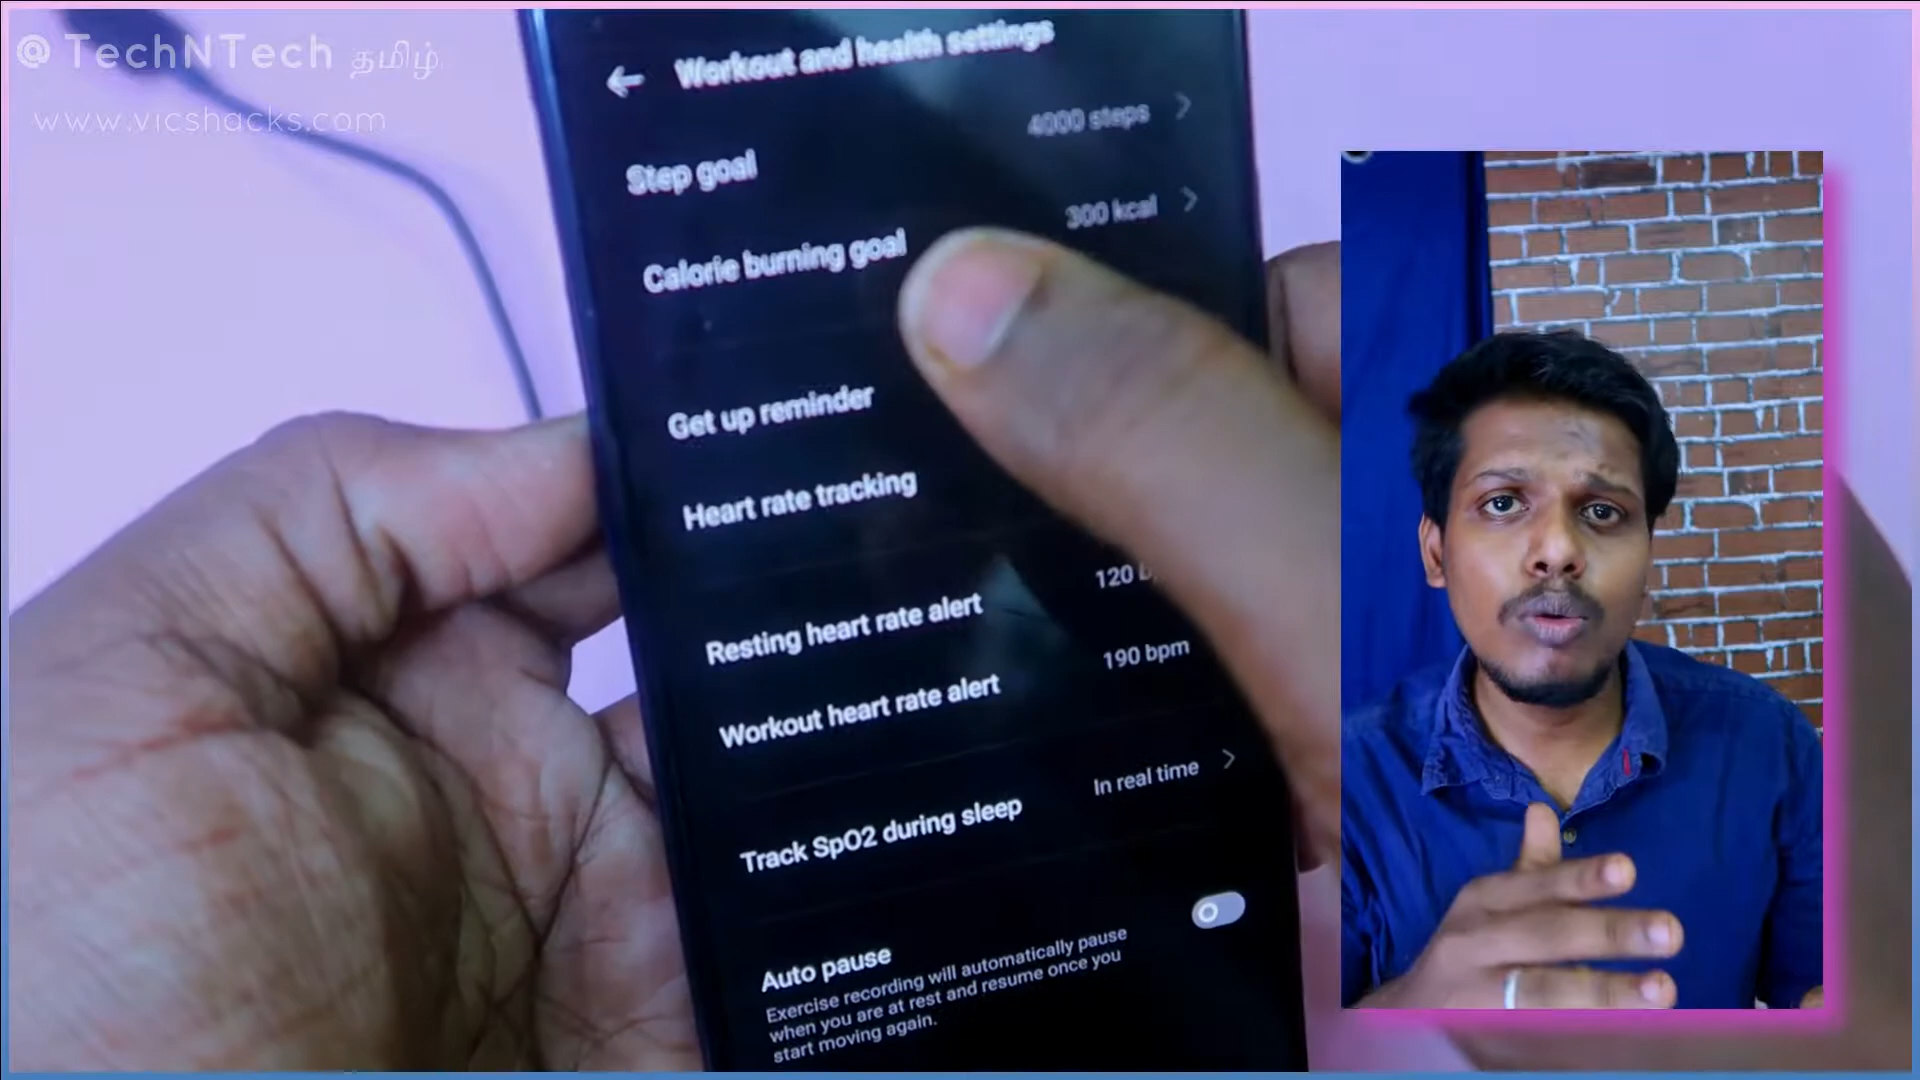 @ TechNTech தமிழ்
www.vicshacks.com
Workout and health settings
Step goal 4000 steps
Calorie burning goal 300 kcal
Get up reminder
Heart rate tracking
Resting heart rate alert 120
Workout heart rate alert 190 bpm
Track SpO2 during sleep In real time
Auto pause
Exercise recording will automatically pause
when you are at rest and resume once you
start moving again.